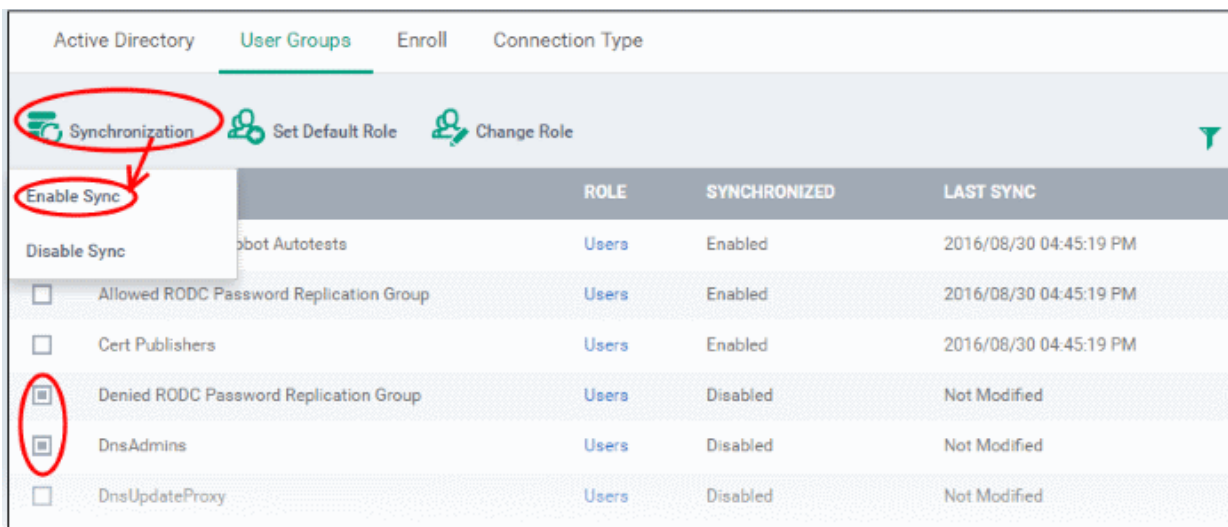 Active Directory User Groups Enroll Connection Type
Synchronization Set Default Role Change Role
Enable Sync ROLE SYNCHRONIZED LAST SYNC
Disable Sync Autotests Users Enabled 2016/08/30 04:45:19 PM
Allowed RODC Password Replication Group Users Enabled 2016/08/30 04:45:19 PM
Cert Publishers Users Enabled 2016/08/30 04:45:19 PM
Denied RODC Password Replication Group Users Disabled Not Modified
DnsAdmins Users Disabled Not Modified
DnsUpdateProxy Users Disabled Not Modified